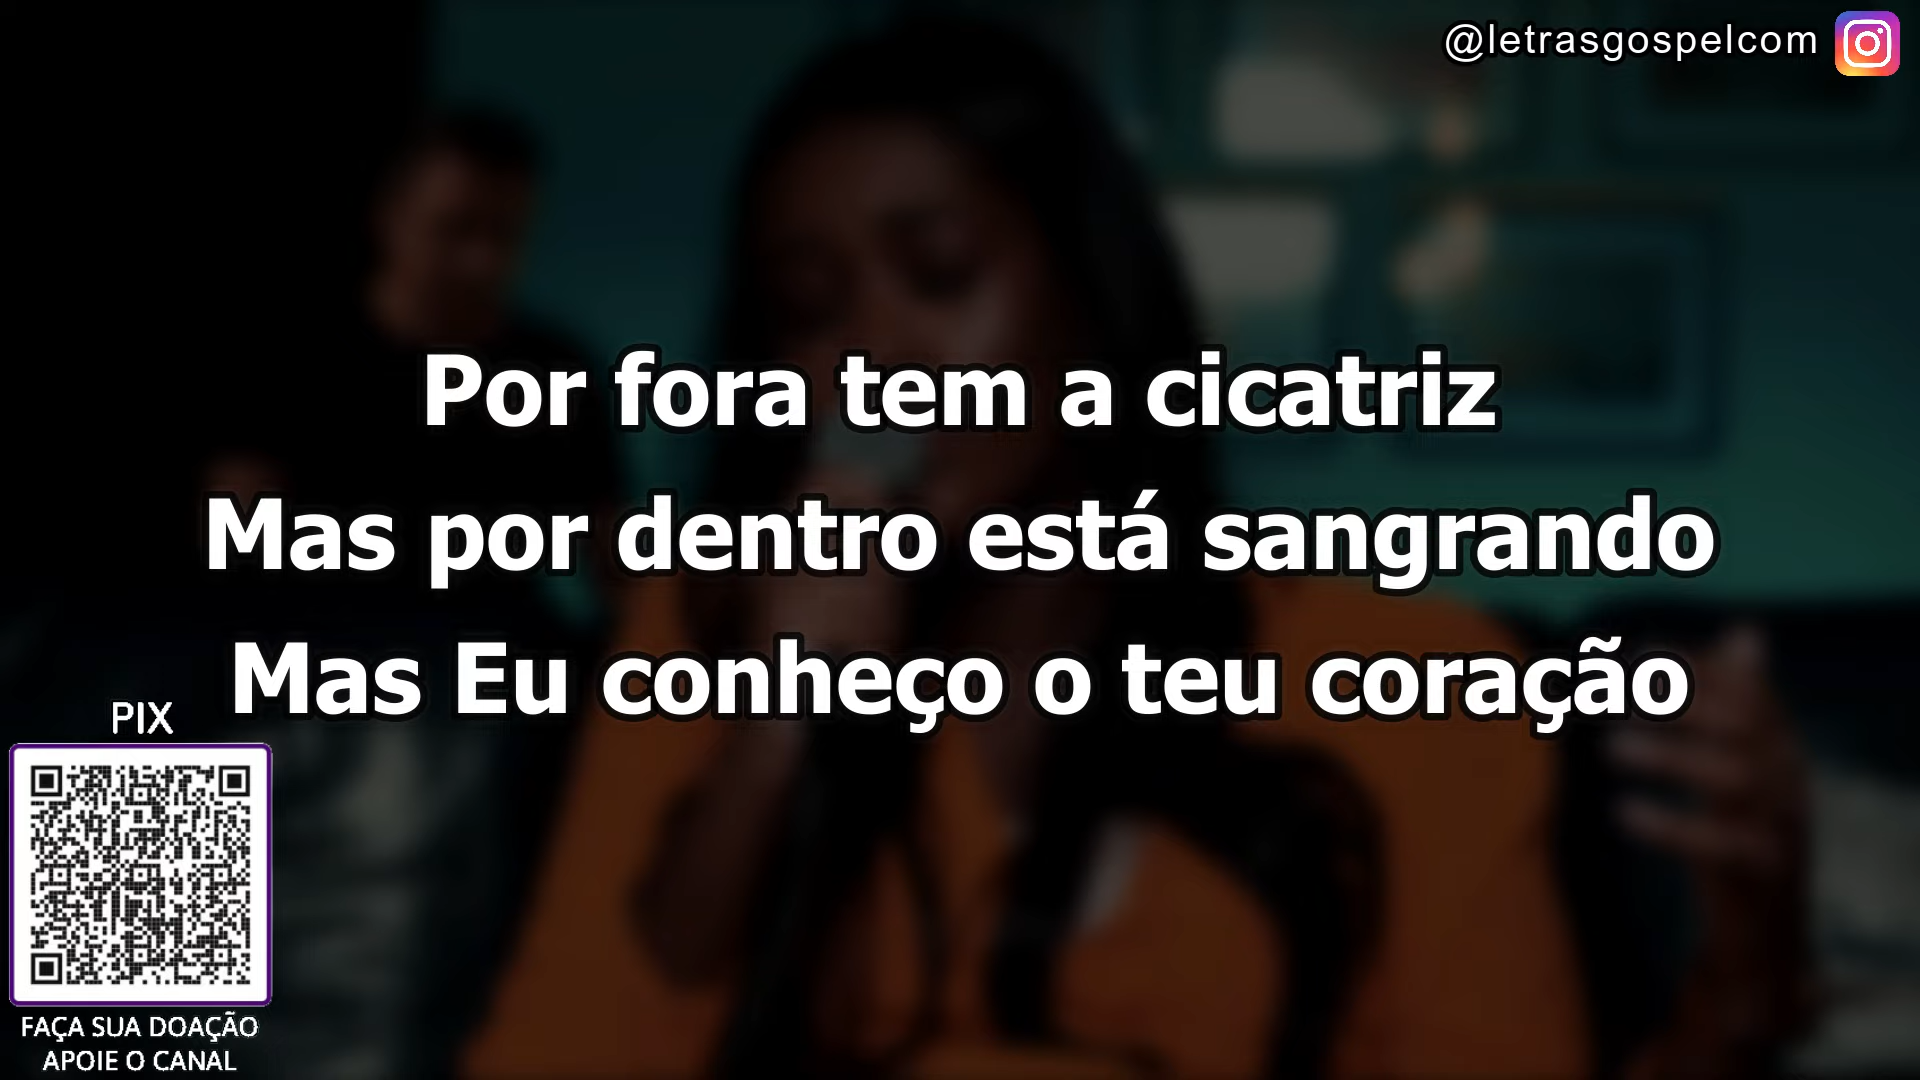 @letrasgospelcom
Por fora tem a cicatriz
Mas por dentro está sangrando
Mas Eu conheço o teu coração
PIX
FAÇA SUA DOAÇÃO
APOIE O CANAL